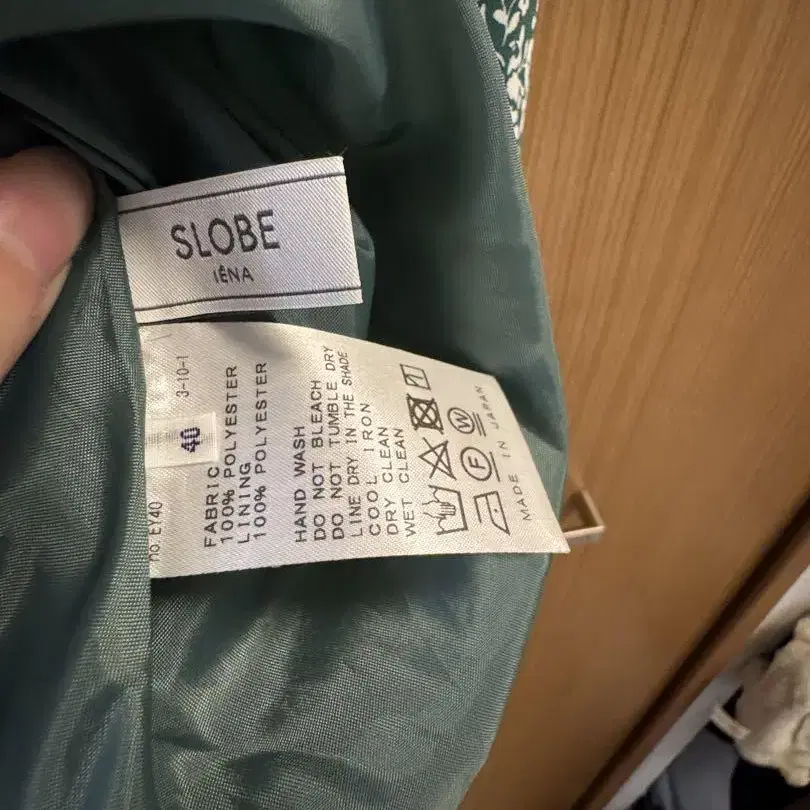 SLOBE
IÉNA
3-10-1
40
no. EY40
FABRIC
100% POLYESTER
LINING
100% POLYESTER
HAND WASH
DO NOT BLEACH
DO NOT TUMBLE DRY
LINE DRY IN THE SHADE
COOL IRON
DRY CLEAN
WET CLEAN
F
W
MADE IN JAPAN